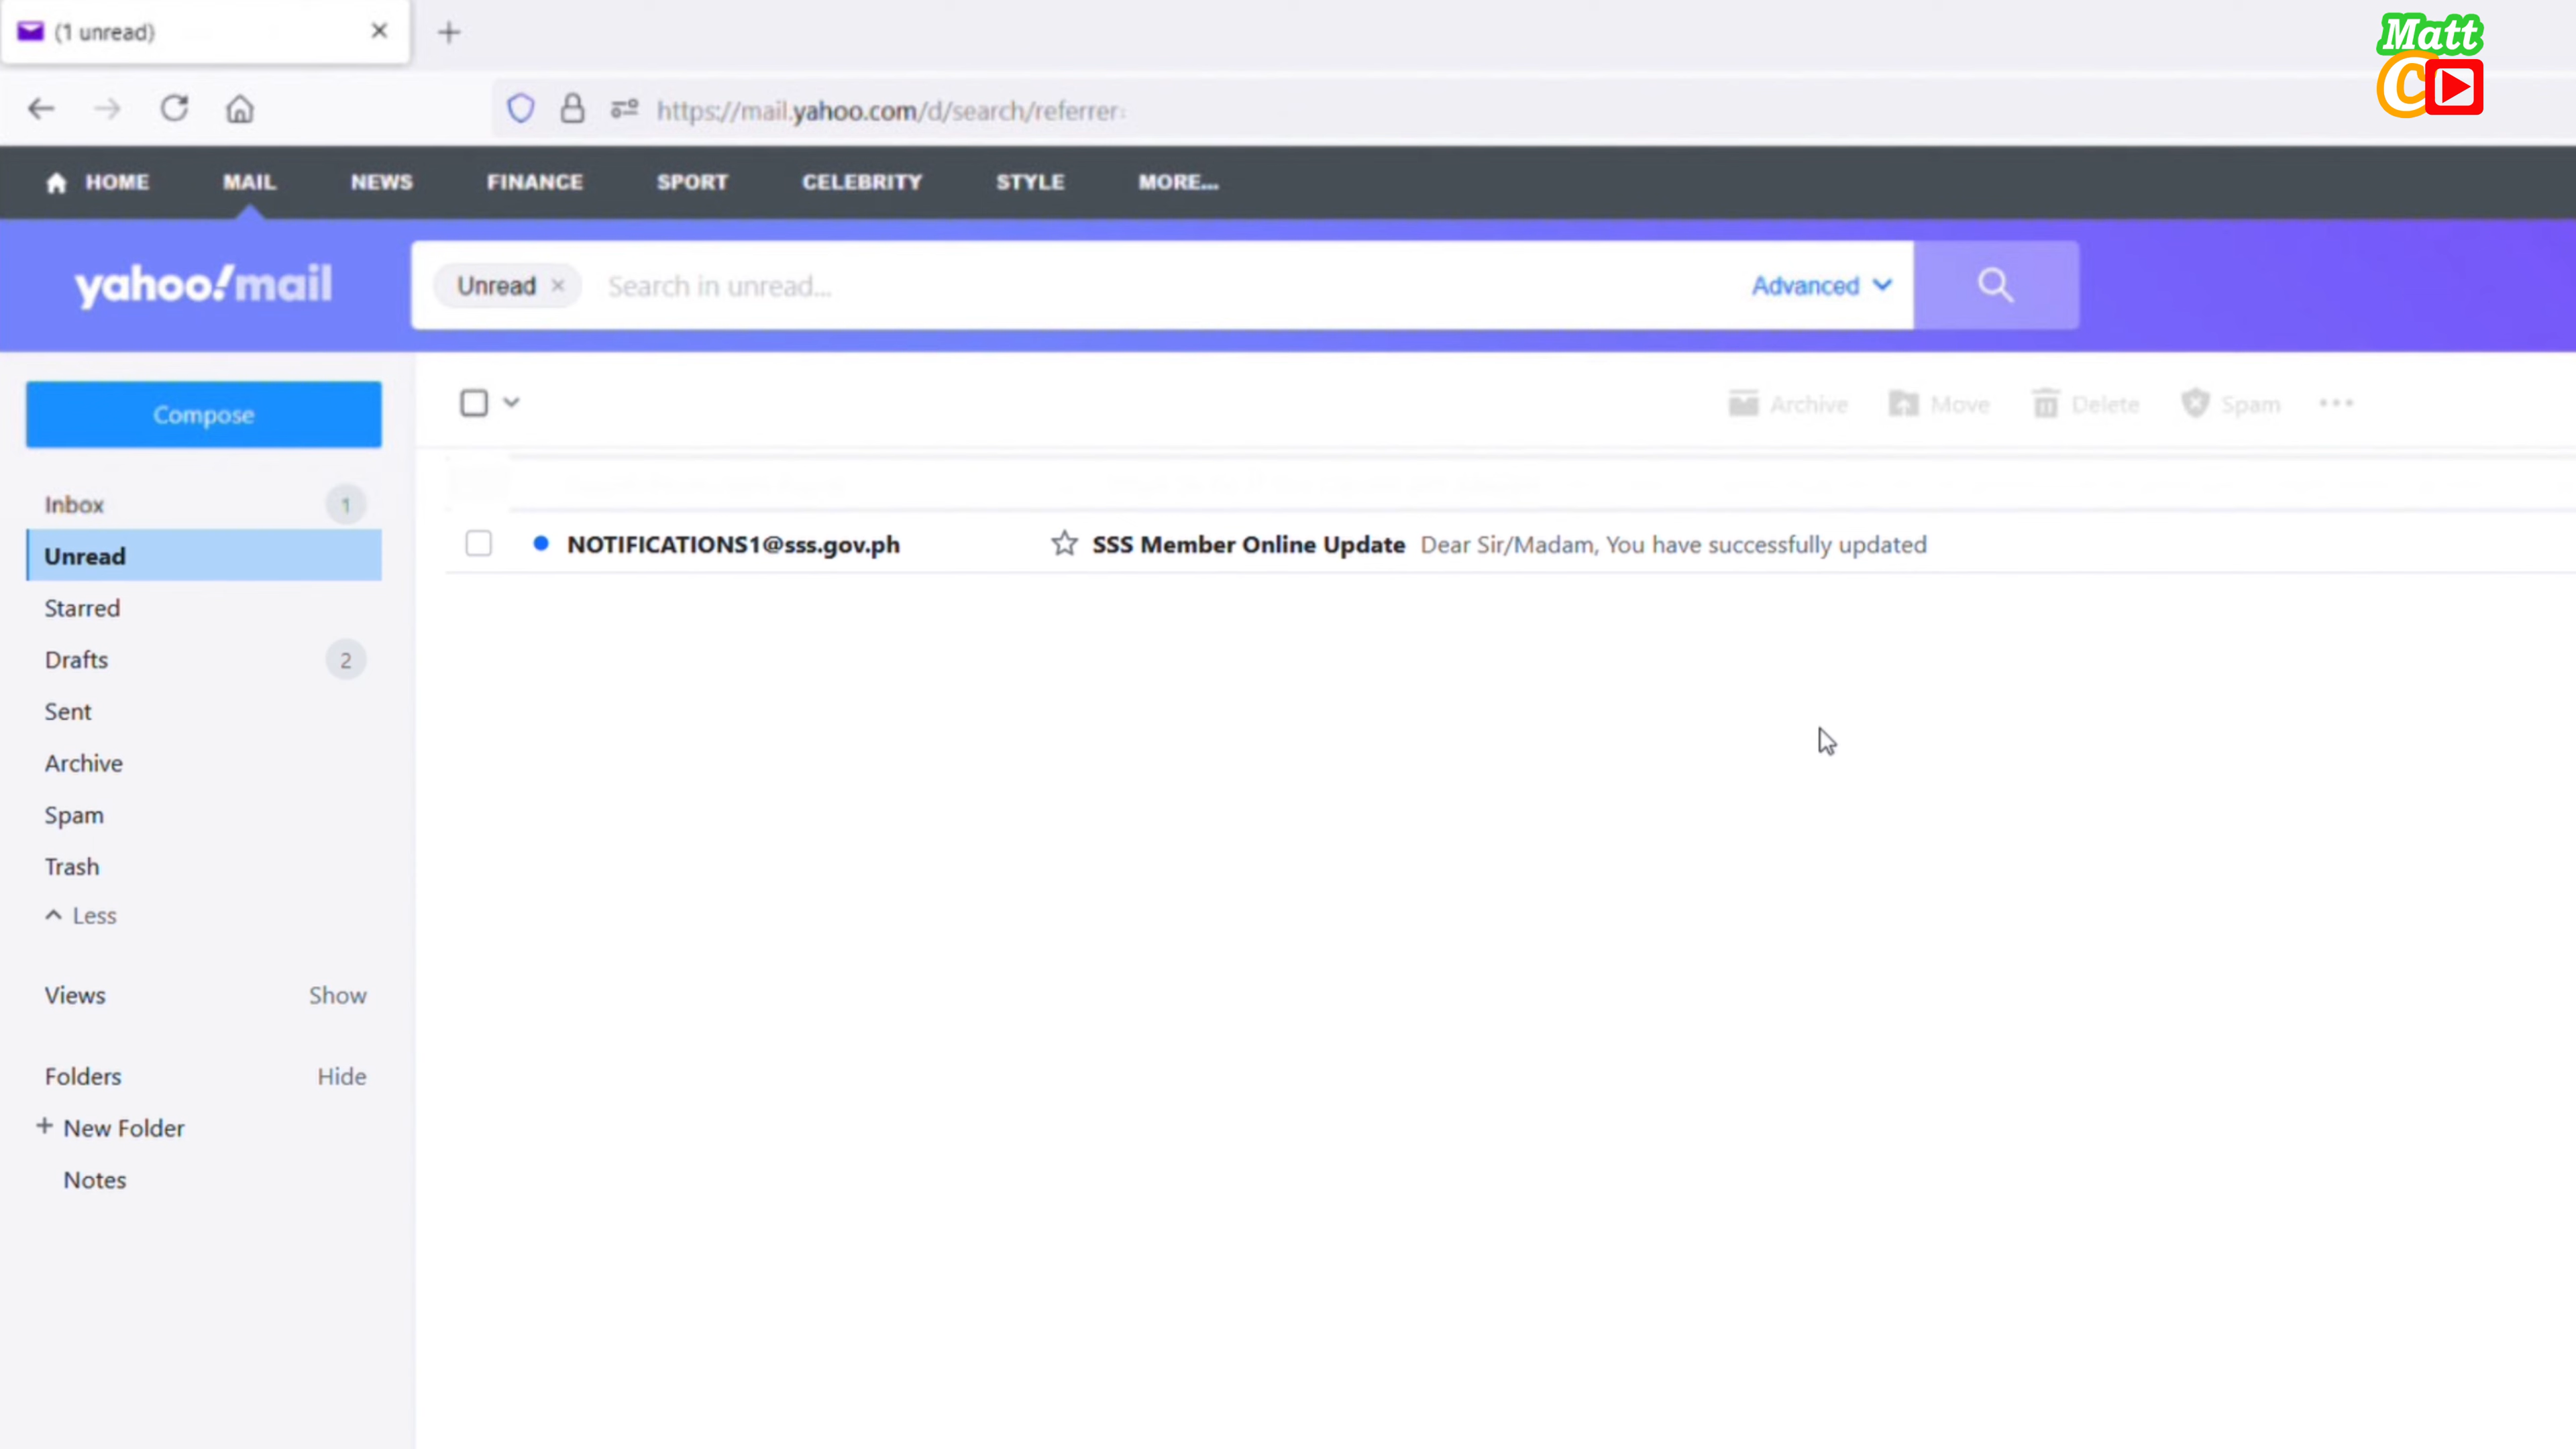 (1 unread)
https://mail.yahoo.com/d/search/referrer=
Matt
C
HOME MAIL NEWS FINANCE SPORT CELEBRITY STYLE MORE...
yahoo!mail
Unread Search in unread... Advanced
Compose
Archive Move Delete Spam
Inbox 1
Unread
NOTIFICATIONS1@sss.gov.ph SSS Member Online Update Dear Sir/Madam, You have successfully updated
Starred
Drafts 2
Sent
Archive
Spam
Trash
Less
Views Show
Folders Hide
+ New Folder
Notes